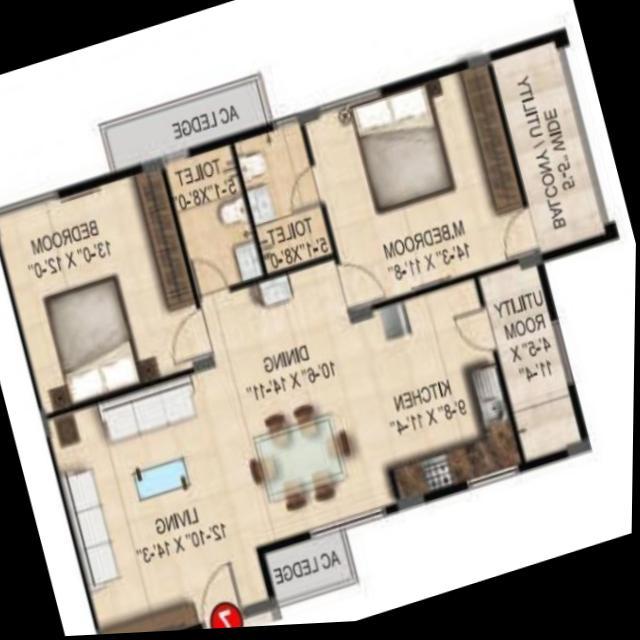 AC LEDGE
TOILET
5'-1"X8'-0"
TOILET
5'-1"X8'-0"
BEDROOM
13'-0" X 12'-0"
M.BEDROOM
14'-3" X 11'-8"
BALTCONY / UTILITY
5'-5" WIDE
UTILITY
ROOM
4'-5" X
11'-4"
DINING
10'-6" X 14'-11"
KITCHEN
9'-8" X 11'-4"
LIVING
12'-10" X 14'-3"
AC LEDGE
7